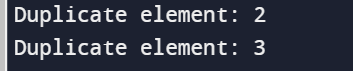 Duplicate element: 2
Duplicate element: 3